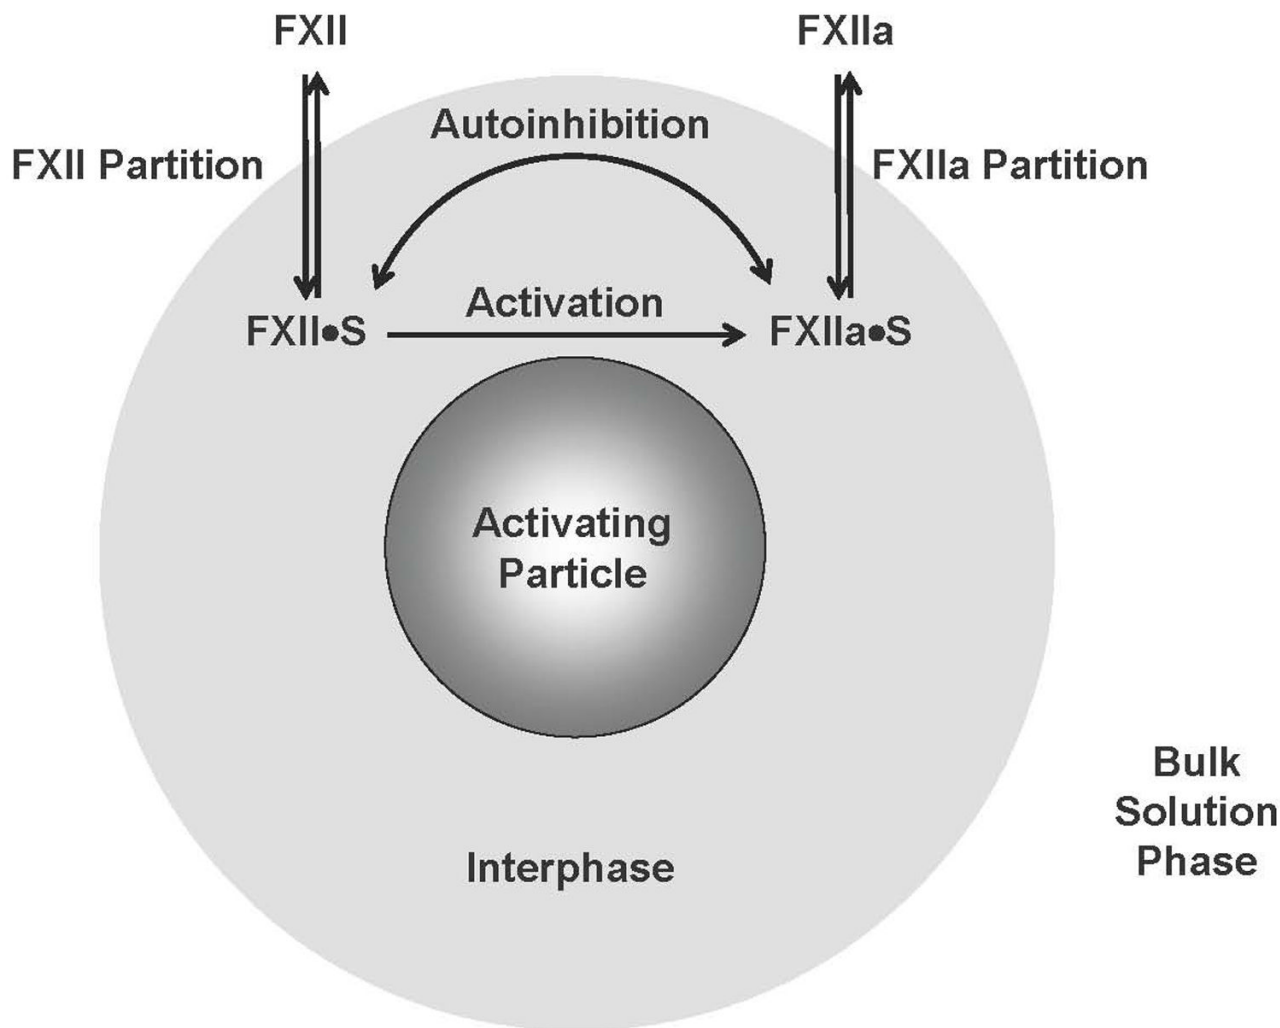 FXII
FXIIa
Autoinhibition
FXII Partition
FXIIa Partition
Activation
FXII•S
FXIIa•S
Activating
Particle
Bulk
Solution
Phase
Interphase